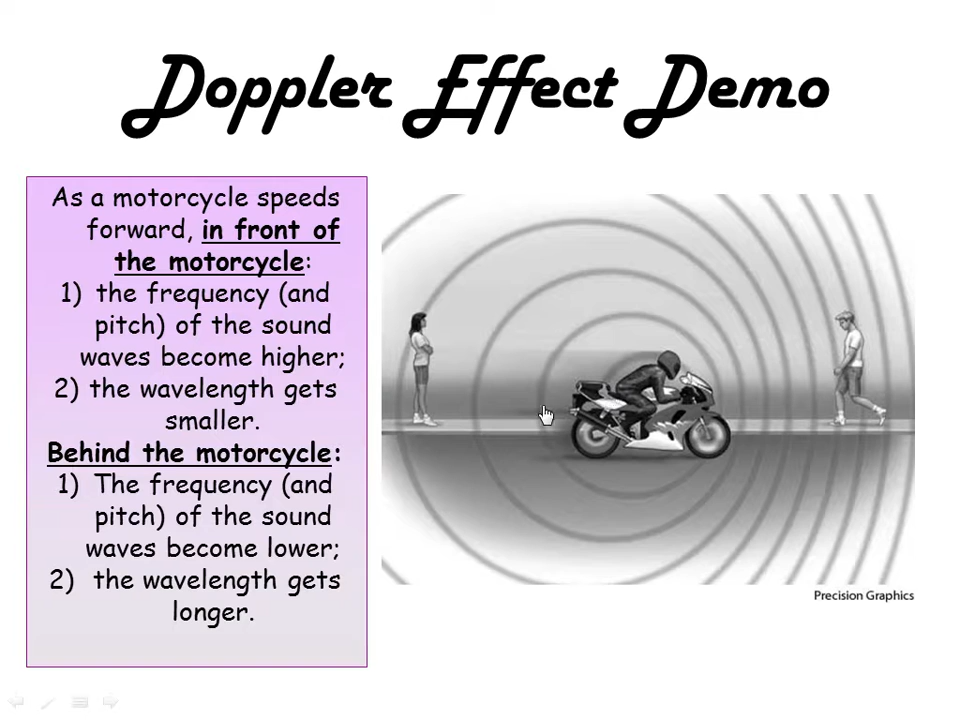 Doppler Effect Demo
As a motorcycle speeds
forward, in front of
the motorcycle:
1) the frequency (and
pitch) of the sound
waves become higher;
2) the wavelength gets
smaller.
Behind the motorcycle:
1) The frequency (and
pitch) of the sound
waves become lower;
2) the wavelength gets
longer.
Precision Graphics